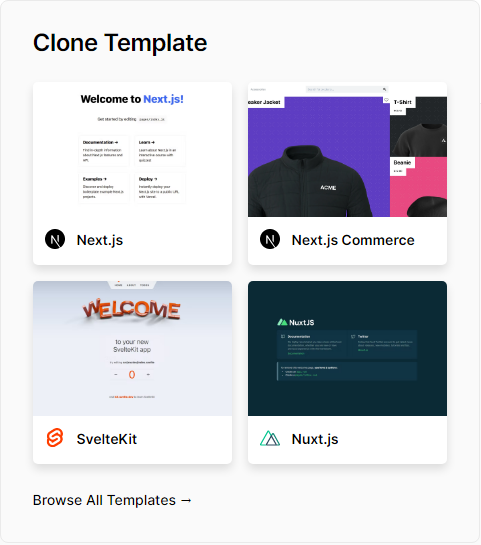 Clone Template
Welcome to Next.js!
Get started by editing pages/index.js
Documentation →
Find in-depth information
about Next.js features and
API.
Learn →
Learn about Next.js in an
interactive course with
quizzes!
Examples →
Discover and deploy
boilerplate example Next.js
projects.
Deploy →
Instantly deploy your
Next.js site to a public URL
with Vercel.
Next.js
eaker Jacket
T-Shirt
Beanie
ACME
Next.js Commerce
HOME ABOUT TODOS
WELCOME
to your new
SvelteKit app
- 0 +
SvelteKit
NuxtJS
Documentation
Twitter
Nuxt.js
Browse All Templates →